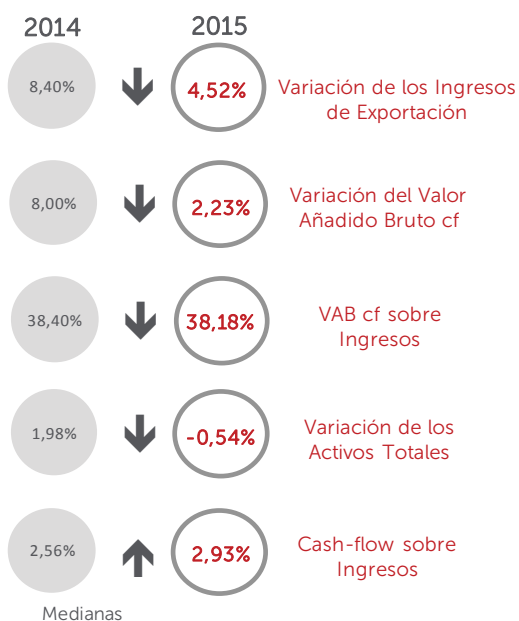 2014
2015
8,40%
4,52%
Variación de los Ingresos
de Exportación
8,00%
2,23%
Variación del Valor
Añadido Bruto cf
38,40%
38,18%
VAB cf sobre
Ingresos
1,98%
-0,54%
Variación de los
Activos Totales
2,56%
2,93%
Cash-flow sobre
Ingresos
Medianas